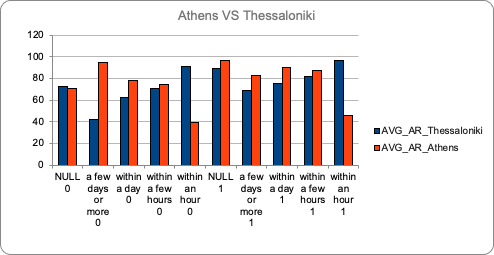 Athens VS Thessaloniki
120
100
80
60
40
20
0
NULL
0
a few
days
or
more
0
within
a day
0
within
a few
hours
0
within
an
hour
0
NULL
1
a few
days
or
more
1
within
a day
1
within
a few
hours
1
within
an
hour
1
AVG_AR_Thessaloniki
AVG_AR_Athens